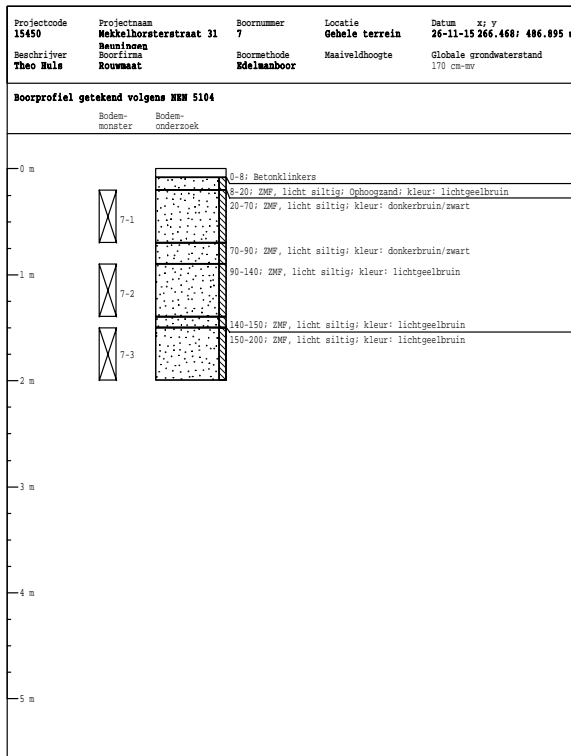 Projectcode Projectnaam Boornummer Locatie Datum x; y
15450 Mekkelhorsterstraat 31 7 Gehele terrein 26-11-15 266.468; 486.895
Beuningen
Beschrijver Boorfirma Boormethode Maaiveldhoogte Globale grondwaterstand
Theo Huls Rouwmaat Edelmanboor 170 cm-mv
Boorprofiel getekend volgens NEN 5104
Bodem- Bodem-
monster onderzoek
0 m
0-8; Betonklinkers
8-20; ZMF, licht siltig; Ophoogzand; kleur: lichtgeelbruin
20-70; ZMF, licht siltig; kleur: donkerbruin/zwart
7-1
70-90; ZMF, licht siltig; kleur: donkerbruin/zwart
1 m
90-140; ZMF, licht siltig; kleur: lichtgeelbruin
7-2
140-150; ZMF, licht siltig; kleur: lichtgeelbruin
150-200; ZMF, licht siltig; kleur: lichtgeelbruin
7-3
2 m
3 m
4 m
5 m